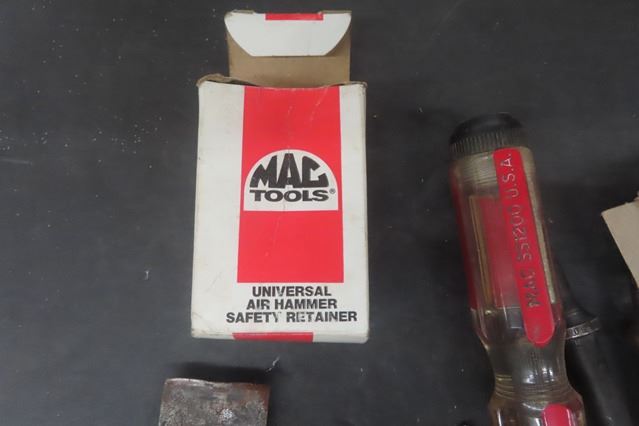 MAC
TOOLS®
UNIVERSAL
AIR HAMMER
SAFETY RETAINER
MAC SS1200 U.S.A.